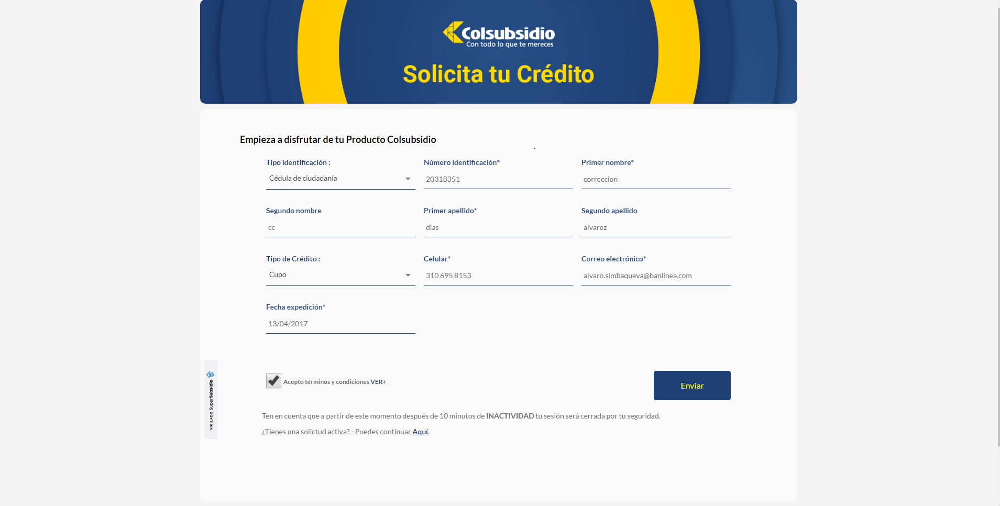 Colsubsidio
Con todo lo que te mereces
Solicita tu Crédito
Empieza a disfrutar de tu Producto Colsubsidio
Tipo identificación :
Número identificación*
Primer nombre*
Cédula de ciudadanía
20318351
correccion
Segundo nombre
Primer apellido*
Segundo apellido
cc
dias
alvarez
Tipo de Crédito :
Celular*
Correo electrónico*
Cupo
310 695 8153
alvaro.simbaqueva@banlinea.com
Fecha expedición*
13/04/2017
VIGILADO SuperSubsidio
Acepto términos y condiciones VER+
Enviar
Ten en cuenta que a partir de este momento después de 10 minutos de INACTIVIDAD tu sesión será cerrada por tu seguridad.
¿Tienes una solictud activa? - Puedes continuar Aquí.